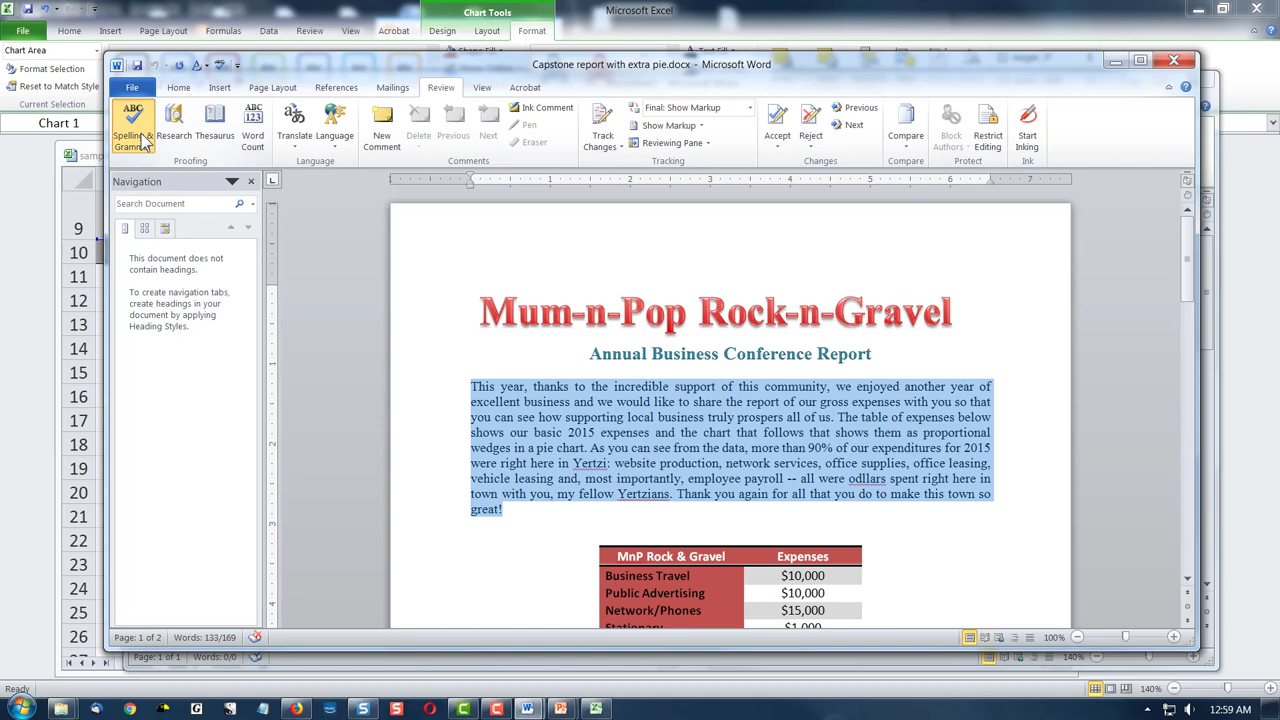 Chart Tools
Microsoft Excel
File Home Insert Page Layout Formulas Data Review View Acrobat Design Layout Format
Chart Area
Format Selection
Reset to Match Style
Current Selection
Chart 1
Capstone report with extra pie.docx - Microsoft Word
File Home Insert Page Layout References Mailings Review View Acrobat
Spelling & Grammar
Research
Thesaurus
Word Count
Proofing
Translate
Language
Language
New Comment
Delete
Previous
Next
Ink Comment
Pen
Eraser
Comments
Track Changes
Final: Show Markup
Show Markup
Reviewing Pane
Tracking
Accept
Reject
Previous
Next
Changes
Compare
Compare
Block Authors
Restrict Editing
Protect
Start Inking
Ink
Navigation
Search Document
This document does
not contain headings.
To create navigation tabs,
create headings in your
document by applying
Heading Styles.
1 1 2 3 4 5 6 7
Mum-n-Pop Rock-n-Gravel
Annual Business Conference Report
This year, thanks to the incredible support of this community, we enjoyed another year of
excellent business and we would like to share the report of our gross expenses with you so that
you can see how supporting local business truly prospers all of us. The table of expenses below
shows our basic 2015 expenses and the chart that follows that shows them as proportional
wedges in a pie chart. As you can see from the data, more than 90% of our expenditures for 2015
were right here in Yertzi: website production, network services, office supplies, office leasing,
vehicle leasing and, most importantly, employee payroll -- all were odllars spent right here in
town with you, my fellow Yertzians. Thank you again for all that you do to make this town so
great!
MnP Rock & Gravel Expenses
Business Travel $10,000
Public Advertising $10,000
Network/Phones $15,000
Stationary $1,000
9
10
11
12
13
14
15
16
17
18
19
20
21
22
23
24
25
26
Page: 1 of 2 Words: 133/169 100%
Page: 1 of 1 Words: 0/0 140%
Ready 140%
12:59 AM